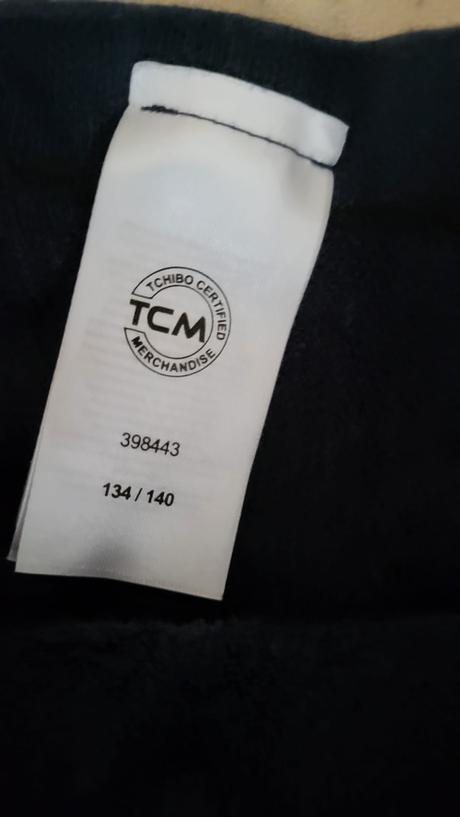 TCHIBO CERTIFIED
TCM
MERCHANDISE
398443
134 / 140